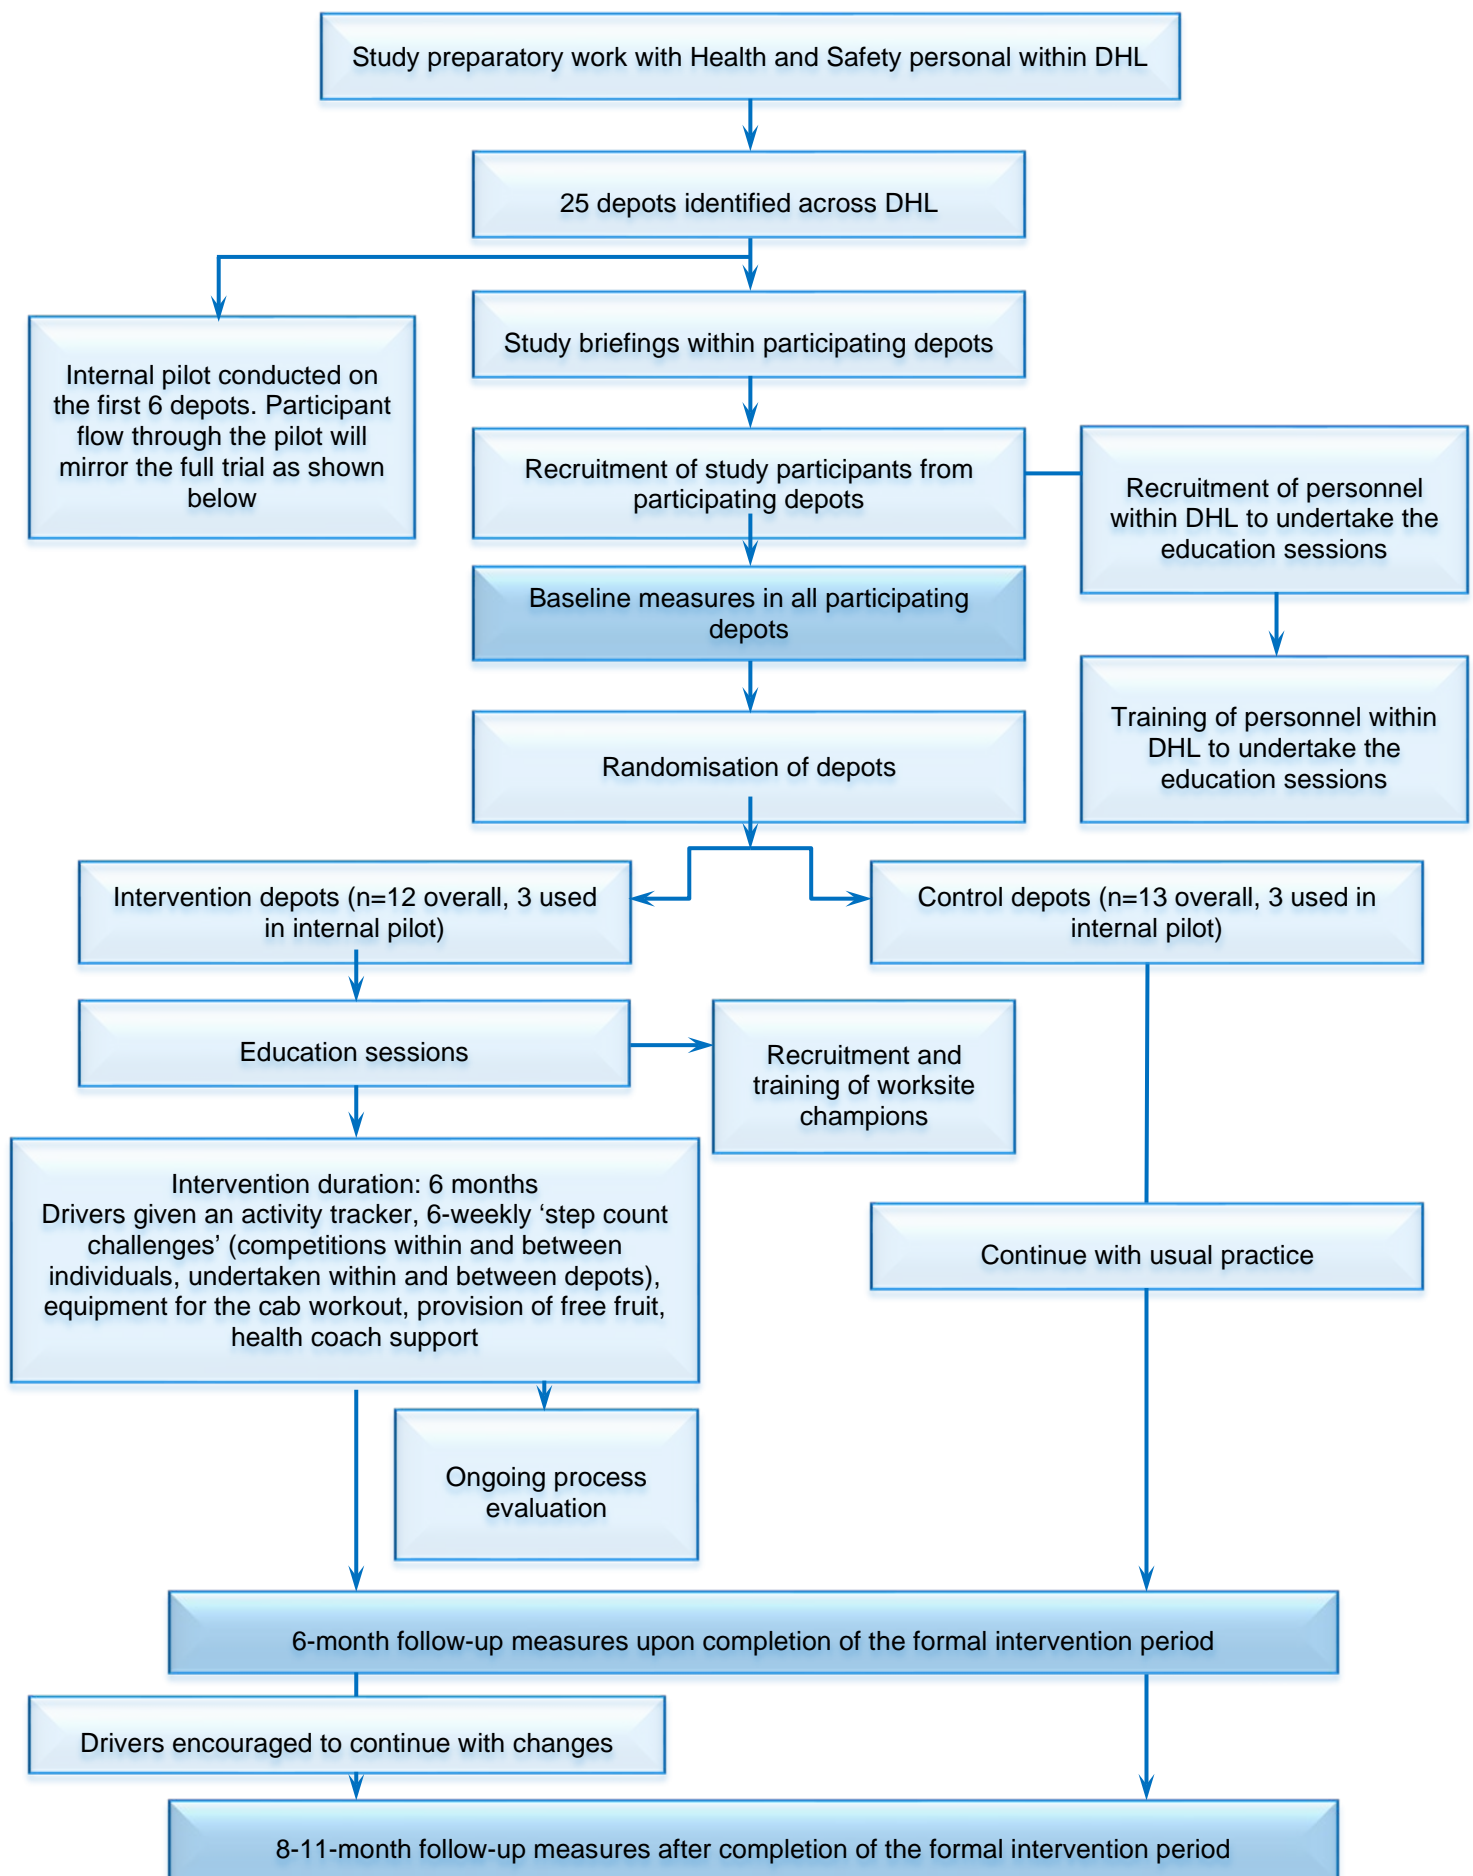 Study preparatory work with Health and Safety personal within DHL
25 depots identified across DHL
Study briefings within participating depots
Internal pilot conducted on
the first 6 depots. Participant
flow through the pilot will
mirror the full trial as shown
below
Recruitment of study participants from
participating depots
Recruitment of personnel
within DHL to undertake the
education sessions
Baseline measures in all participating
depots
Training of personnel within
DHL to undertake the
education sessions
Randomisation of depots
Intervention depots (n=12 overall, 3 used
in internal pilot)
Control depots (n=13 overall, 3 used in
internal pilot)
Education sessions
Recruitment and
training of worksite
champions
Intervention duration: 6 months
Drivers given an activity tracker, 6-weekly ‘step count
challenges’ (competitions within and between
individuals, undertaken within and between depots),
equipment for the cab workout, provision of free fruit,
health coach support
Continue with usual practice
Ongoing process
evaluation
6-month follow-up measures upon completion of the formal intervention period
Drivers encouraged to continue with changes
8-11-month follow-up measures after completion of the formal intervention period